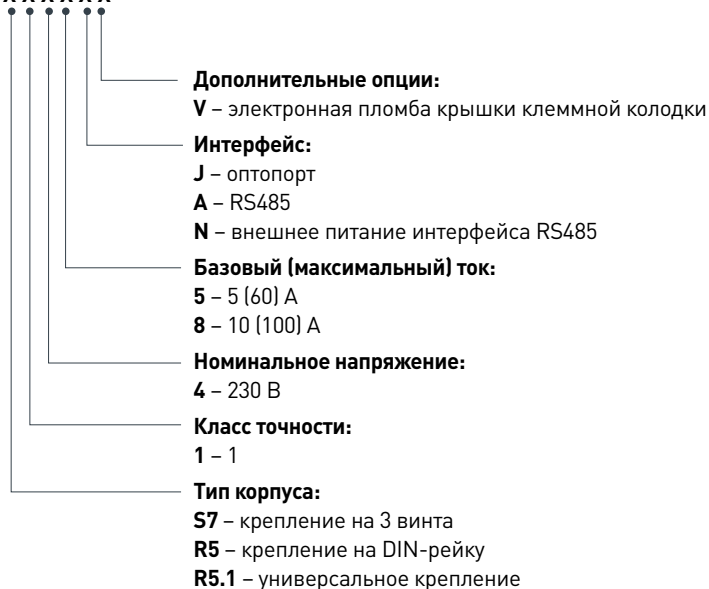 Дополнительные опции:
V – электронная пломба крышки клеммной колодки
Интерфейс:
J – оптопорт
A – RS485
N – внешнее питание интерфейса RS485
Базовый (максимальный) ток:
5 – 5 (60) А
8 – 10 (100) А
Номинальное напряжение:
4 – 230 В
Класс точности:
1 – 1
Тип корпуса:
S7 – крепление на 3 винта
R5 – крепление на DIN-рейку
R5.1 – универсальное крепление